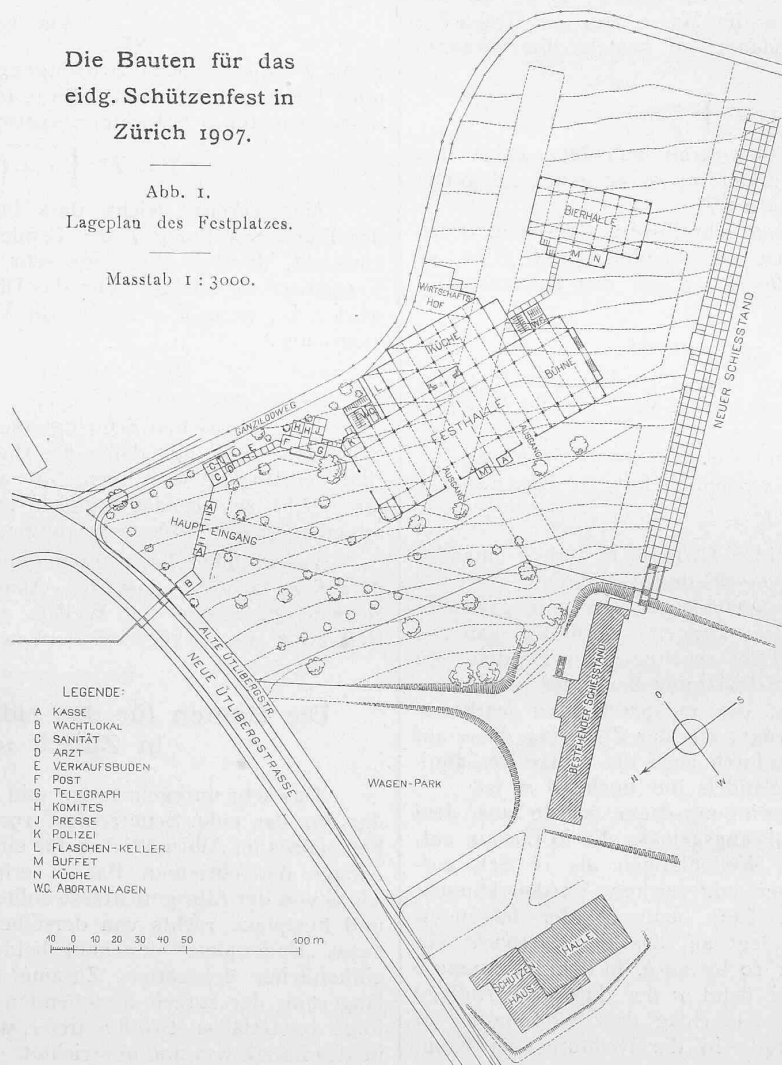 Die Bauten für das
eidg. Schützenfest in
Zürich 1907.
Abb. 1.
Lageplan des Festplatzes.
Masstab 1 : 3000.
BIERHALLE
M N
WIRTSCHAFTS
HOF
KÜCHE
W.C.
BÜHNE
L
W.C.
K
FESTHALLE
NEUER SCHIESSTAND
GÄNZILOOWEG
H H
F
G
E
C
C
D
AUSGANG
AUSGANG
M A
A
HAUPT-EINGANG
A
B
ALTE ÜTLIBERGSTR.
NEUE ÜTLIBERGSTRASSE
BESTEHENDER SCHIESSTAND
O
S
N
W
WAGEN-PARK
SCHÜTZEN
HAUS
HALLE
LEGENDE:
A KASSE
B WACHTLOKAL
C SANITÄT
D ARZT
E VERKAUFSBUDEN
F POST
G TELEGRAPH
H KOMITES
J PRESSE
K POLIZEI
L FLASCHEN-KELLER
M BUFFET
N KÜCHE
W.C. ABORTANLAGEN
10 0 10 20 30 40 50 100 m